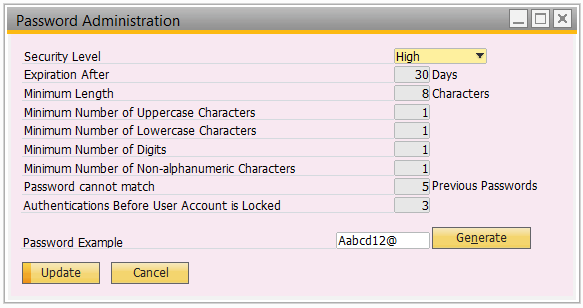 Password Administration
Security Level High
Expiration After 30 Days
Minimum Length 8 Characters
Minimum Number of Uppercase Characters 1
Minimum Number of Lowercase Characters 1
Minimum Number of Digits 1
Minimum Number of Non-alphanumeric Characters 1
Password cannot match 5 Previous Passwords
Authentications Before User Account is Locked 3
Password Example Aabcd12@ Generate
Update Cancel